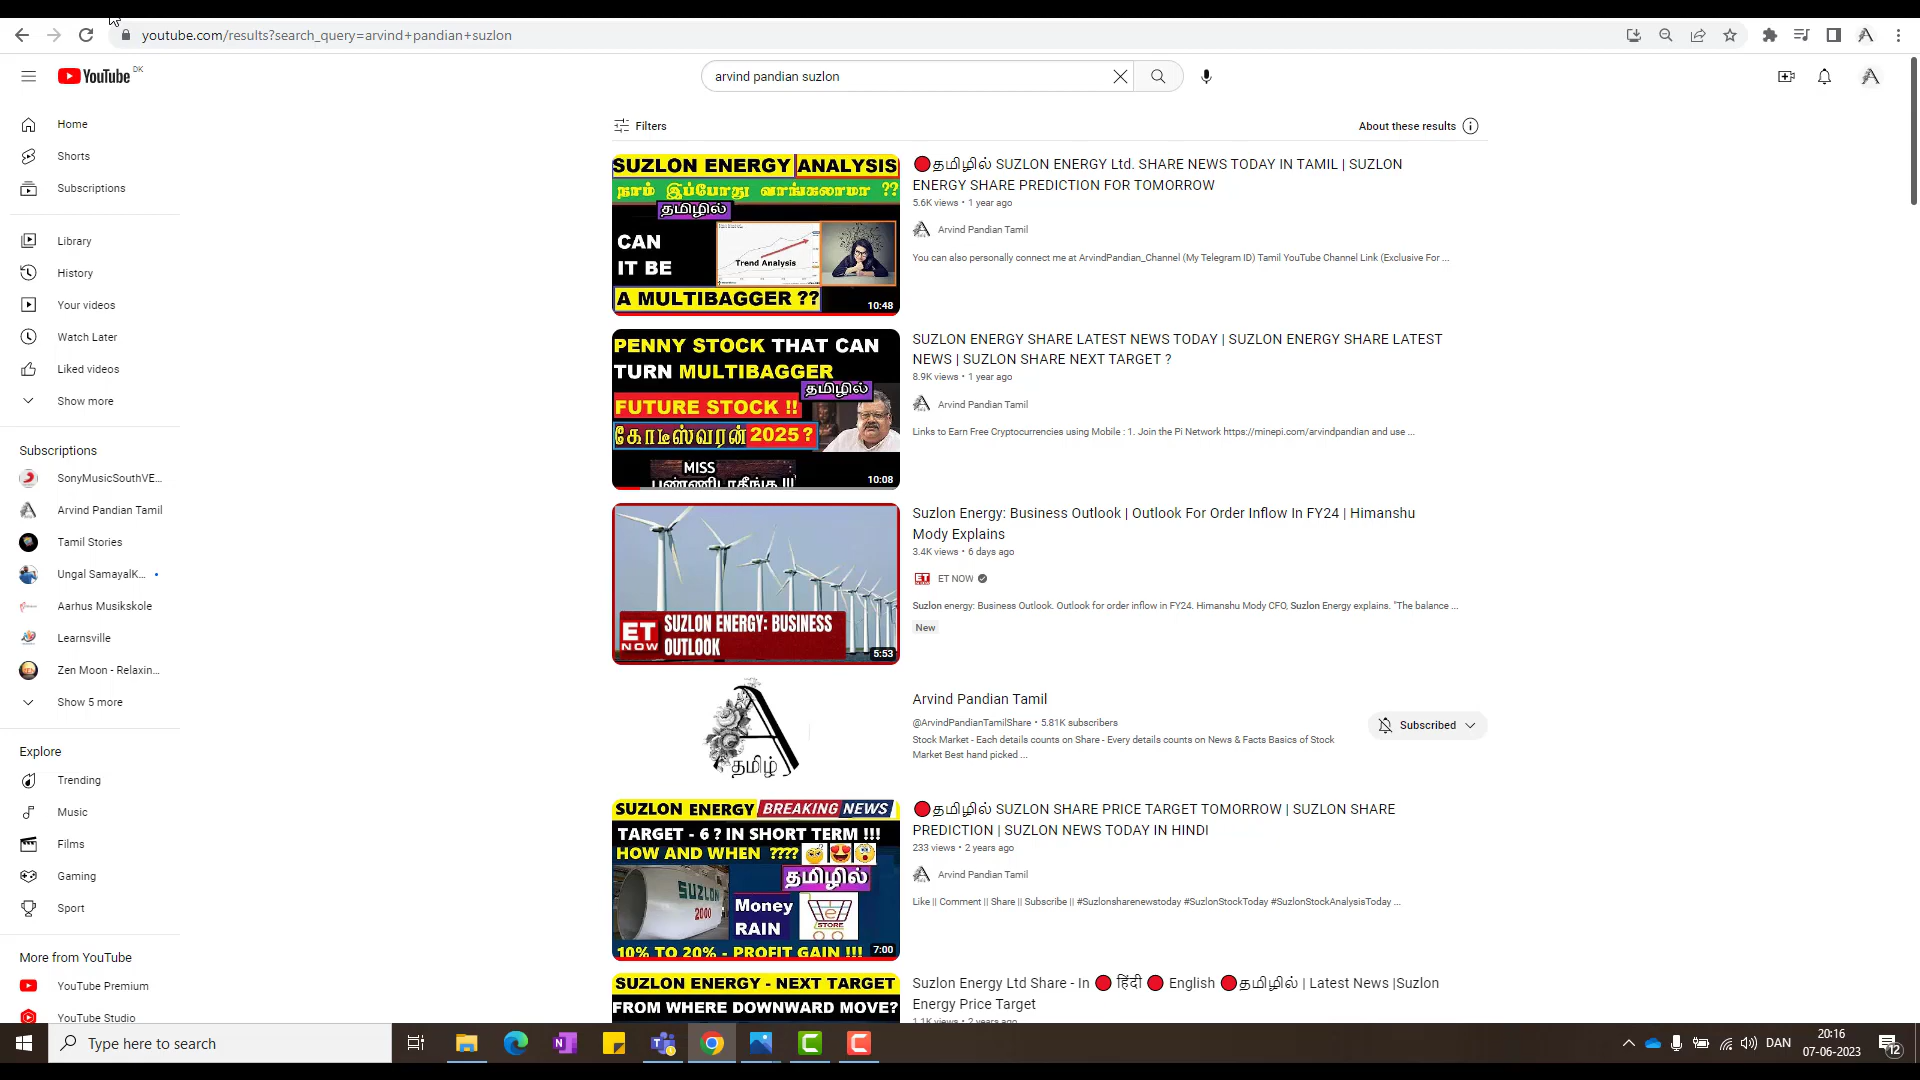 youtube.com/results?search_query=arvind+pandian+suzlon
YouTube DK
arvind pandian suzlon
Home
Shorts
Subscriptions
Library
History
Your videos
Watch Later
Liked videos
Show more
Subscriptions
SonyMusicSouthVE...
Arvind Pandian Tamil
Tamil Stories
Ungal SamayalK...
Aarhus Musikskole
Learnsville
Zen Moon - Relaxin...
Show 5 more
Explore
Trending
Music
Films
Gaming
Sport
More from YouTube
YouTube Premium
YouTube Studio
Filters
About these results
SUZLON ENERGY ANALYSIS
நாம் இப்போது வாங்கலாமா ??
தமிழில்
CAN
IT BE
Trend Analysis
A MULTIBAGGER ??
10:48
🔴தமிழில் SUZLON ENERGY Ltd. SHARE NEWS TODAY IN TAMIL | SUZLON
ENERGY SHARE PREDICTION FOR TOMORROW
5.6K views • 1 year ago
Arvind Pandian Tamil
You can also personally connect me at ArvindPandian_Channel (My Telegram ID) Tamil YouTube Channel Link (Exclusive For ...
PENNY STOCK THAT CAN
TURN MULTIBAGGER
தமிழில்
FUTURE STOCK !!
கோடீஸ்வரன் 2025 ?
MISS
பண்ணிடாதீங்க !!!
10:08
SUZLON ENERGY SHARE LATEST NEWS TODAY | SUZLON ENERGY SHARE LATEST
NEWS | SUZLON SHARE NEXT TARGET ?
8.9K views • 1 year ago
Arvind Pandian Tamil
Links to Earn Free Cryptocurrencies using Mobile : 1. Join the Pi Network https://minepi.com/arvindpandian and use ...
ET NOW
SUZLON ENERGY: BUSINESS
OUTLOOK
5:53
Suzlon Energy: Business Outlook | Outlook For Order Inflow In FY24 | Himanshu
Mody Explains
3.4K views • 6 days ago
ET NOW
Suzlon energy: Business Outlook. Outlook for order inflow in FY24. Himanshu Mody CFO, Suzlon Energy explains. "The balance ...
New
A தமிழ்
Arvind Pandian Tamil
@ArvindPandianTamilShare • 5.81K subscribers
Stock Market - Each details counts on Share - Every details counts on News & Facts Basics of Stock
Market Best hand picked ...
Subscribed
SUZLON ENERGY BREAKING NEWS
TARGET - 6 ? IN SHORT TERM !!!
HOW AND WHEN ????
தமிழில்
SUZLON
2000
Money
RAIN
STORE
10% TO 20% - PROFIT GAIN !!!
7:00
🔴தமிழில் SUZLON SHARE PRICE TARGET TOMORROW | SUZLON SHARE
PREDICTION | SUZLON NEWS TODAY IN HINDI
233 views • 2 years ago
Arvind Pandian Tamil
Like || Comment || Share || Subscribe || #Suzlonsharenewstoday #SuzlonStockToday #SuzlonStockAnalysisToday ...
SUZLON ENERGY - NEXT TARGET
FROM WHERE DOWNWARD MOVE?
Suzlon Energy Ltd Share - In 🔴 हिंदी 🔴 English 🔴தமிழில் | Latest News |Suzlon
Energy Price Target
1.1K views • 2 years ago
Type here to search
DAN
20:16
07-06-2023
12